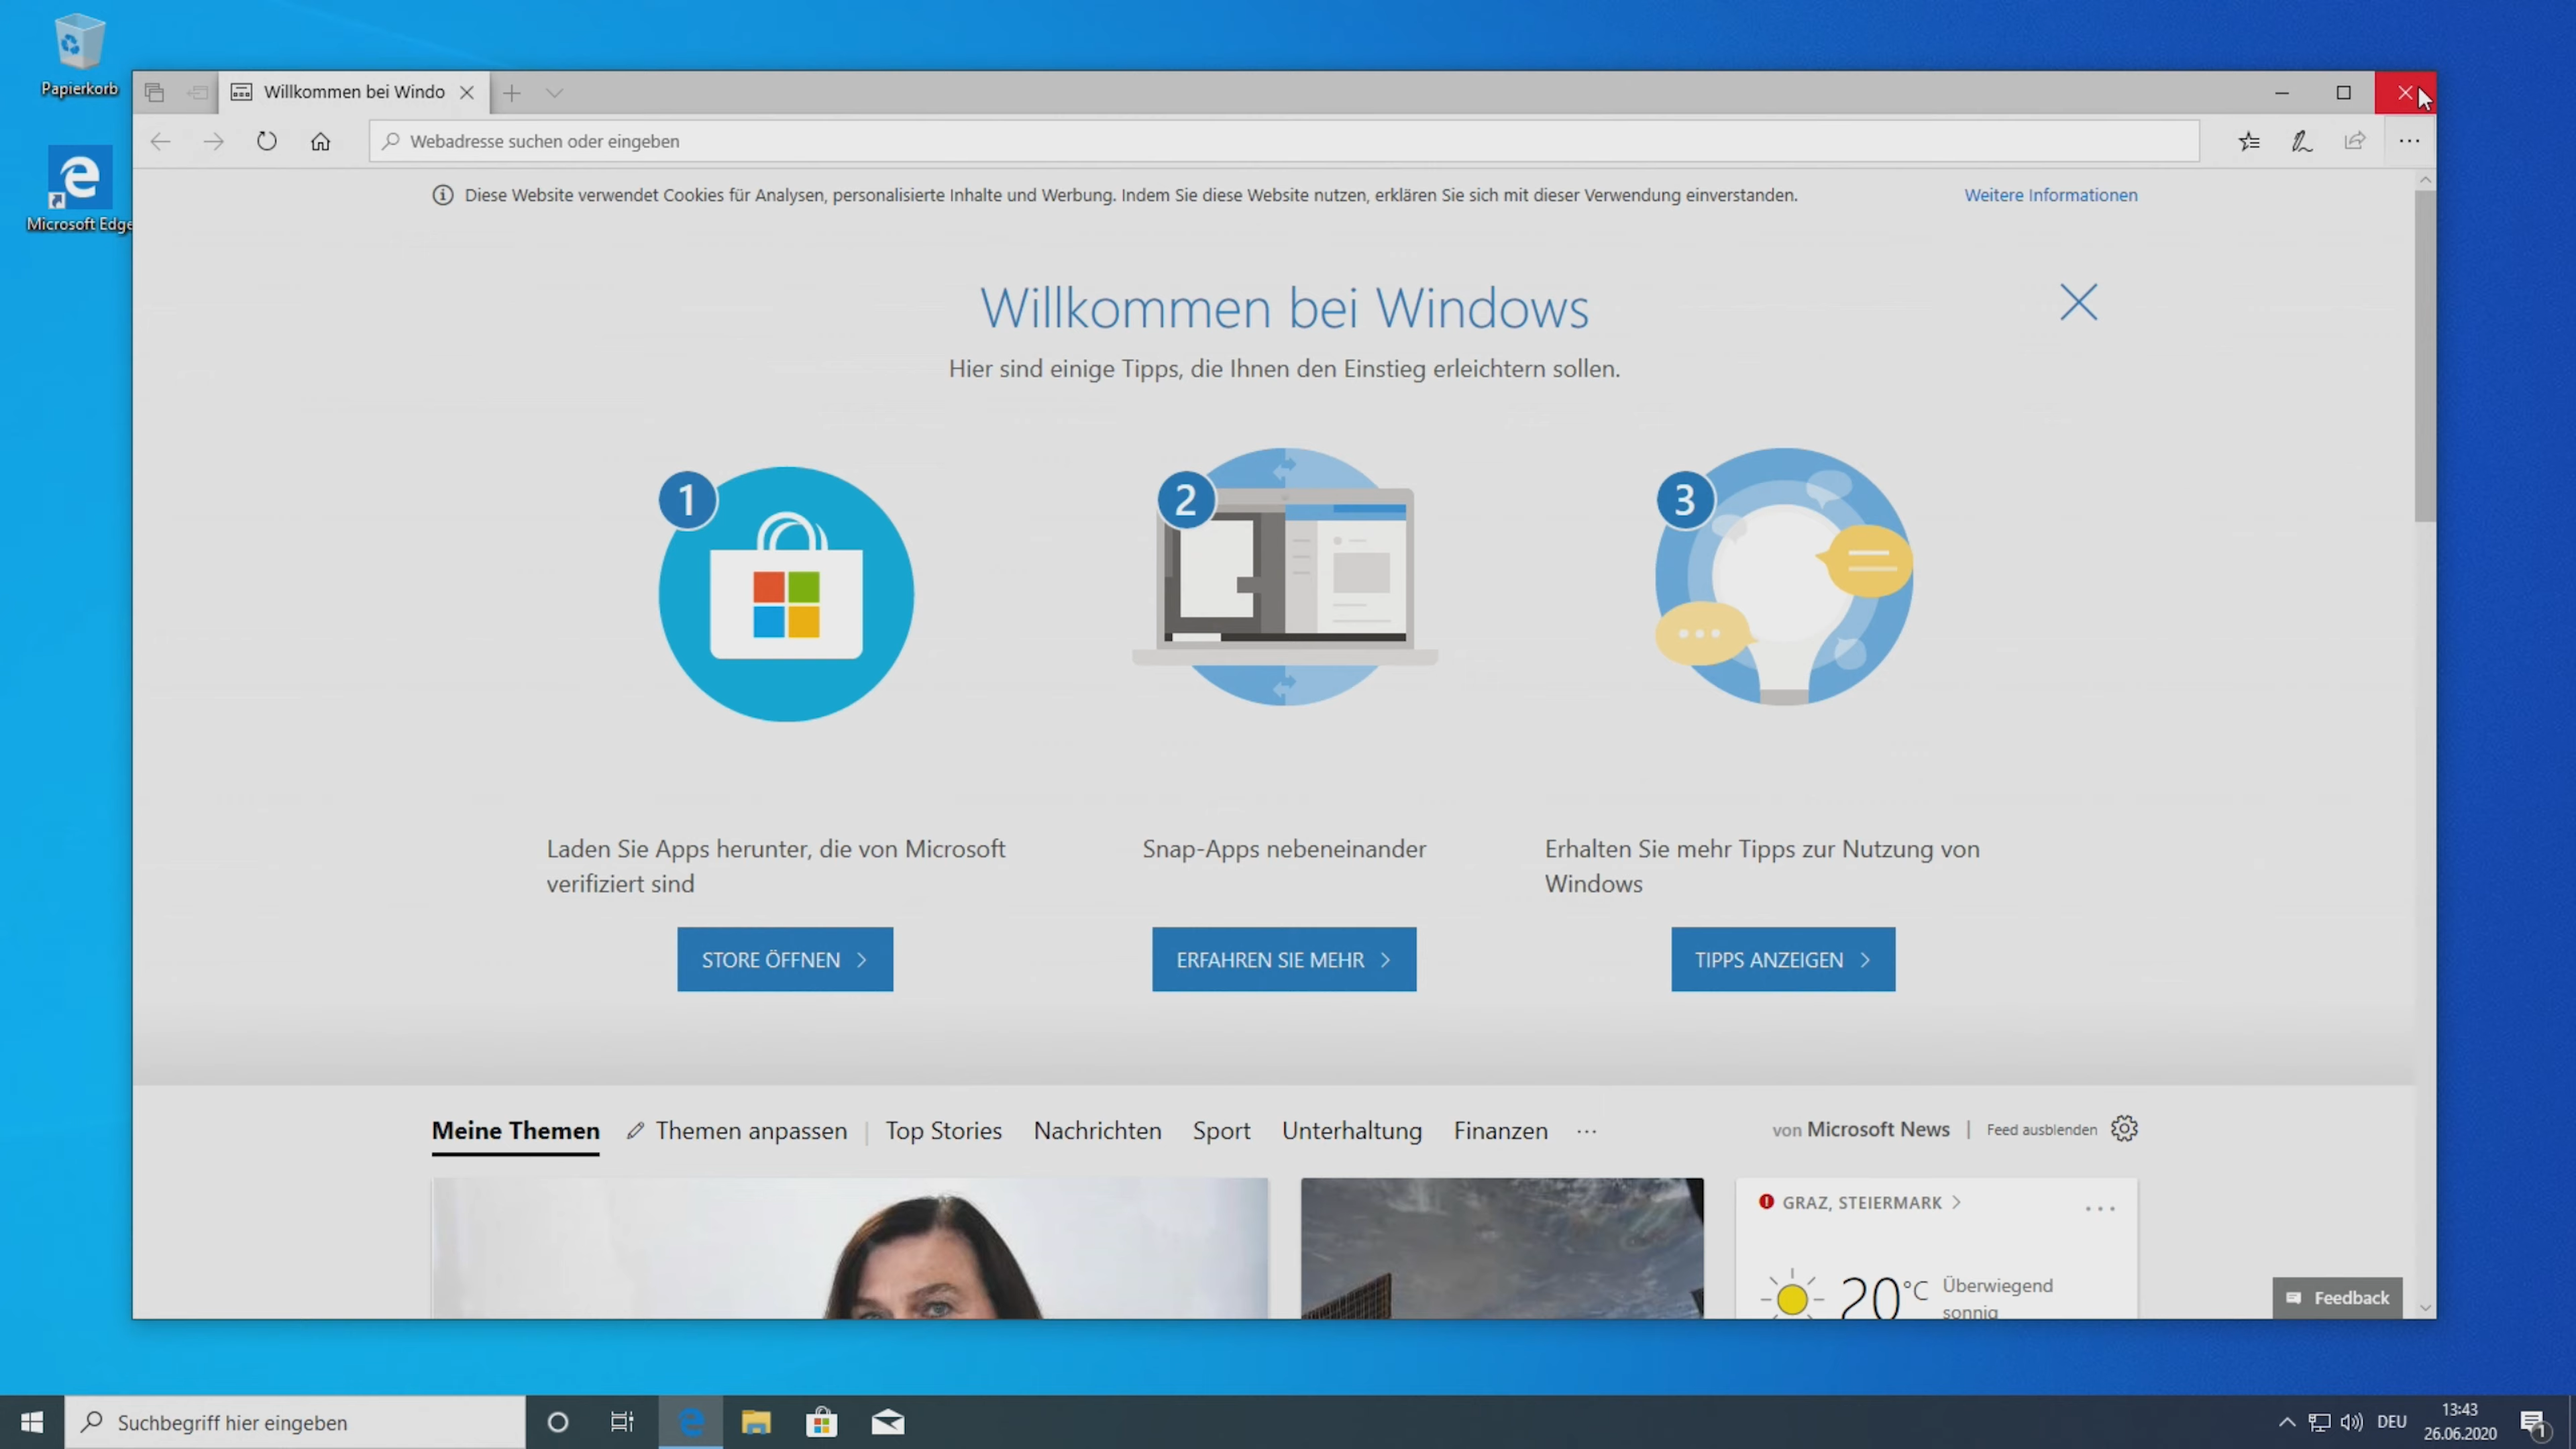 Papierkorb
Microsoft Edge
Willkommen bei Windo
Webadresse suchen oder eingeben
Diese Website verwendet Cookies für Analysen, personalisierte Inhalte und Werbung. Indem Sie diese Website nutzen, erklären Sie sich mit dieser Verwendung einverstanden.
Weitere Informationen
Willkommen bei Windows
Hier sind einige Tipps, die Ihnen den Einstieg erleichtern sollen.
1
2
3
Laden Sie Apps herunter, die von Microsoft
verifiziert sind
Snap-Apps nebeneinander
Erhalten Sie mehr Tipps zur Nutzung von
Windows
STORE ÖFFNEN
ERFAHREN SIE MEHR
TIPPS ANZEIGEN
Meine Themen
Themen anpassen
Top Stories
Nachrichten
Sport
Unterhaltung
Finanzen
von Microsoft News
Feed ausblenden
GRAZ, STEIERMARK
20°C
Überwiegend
sonnig
Feedback
Suchbegriff hier eingeben
DEU
13:43
26.06.2020
1